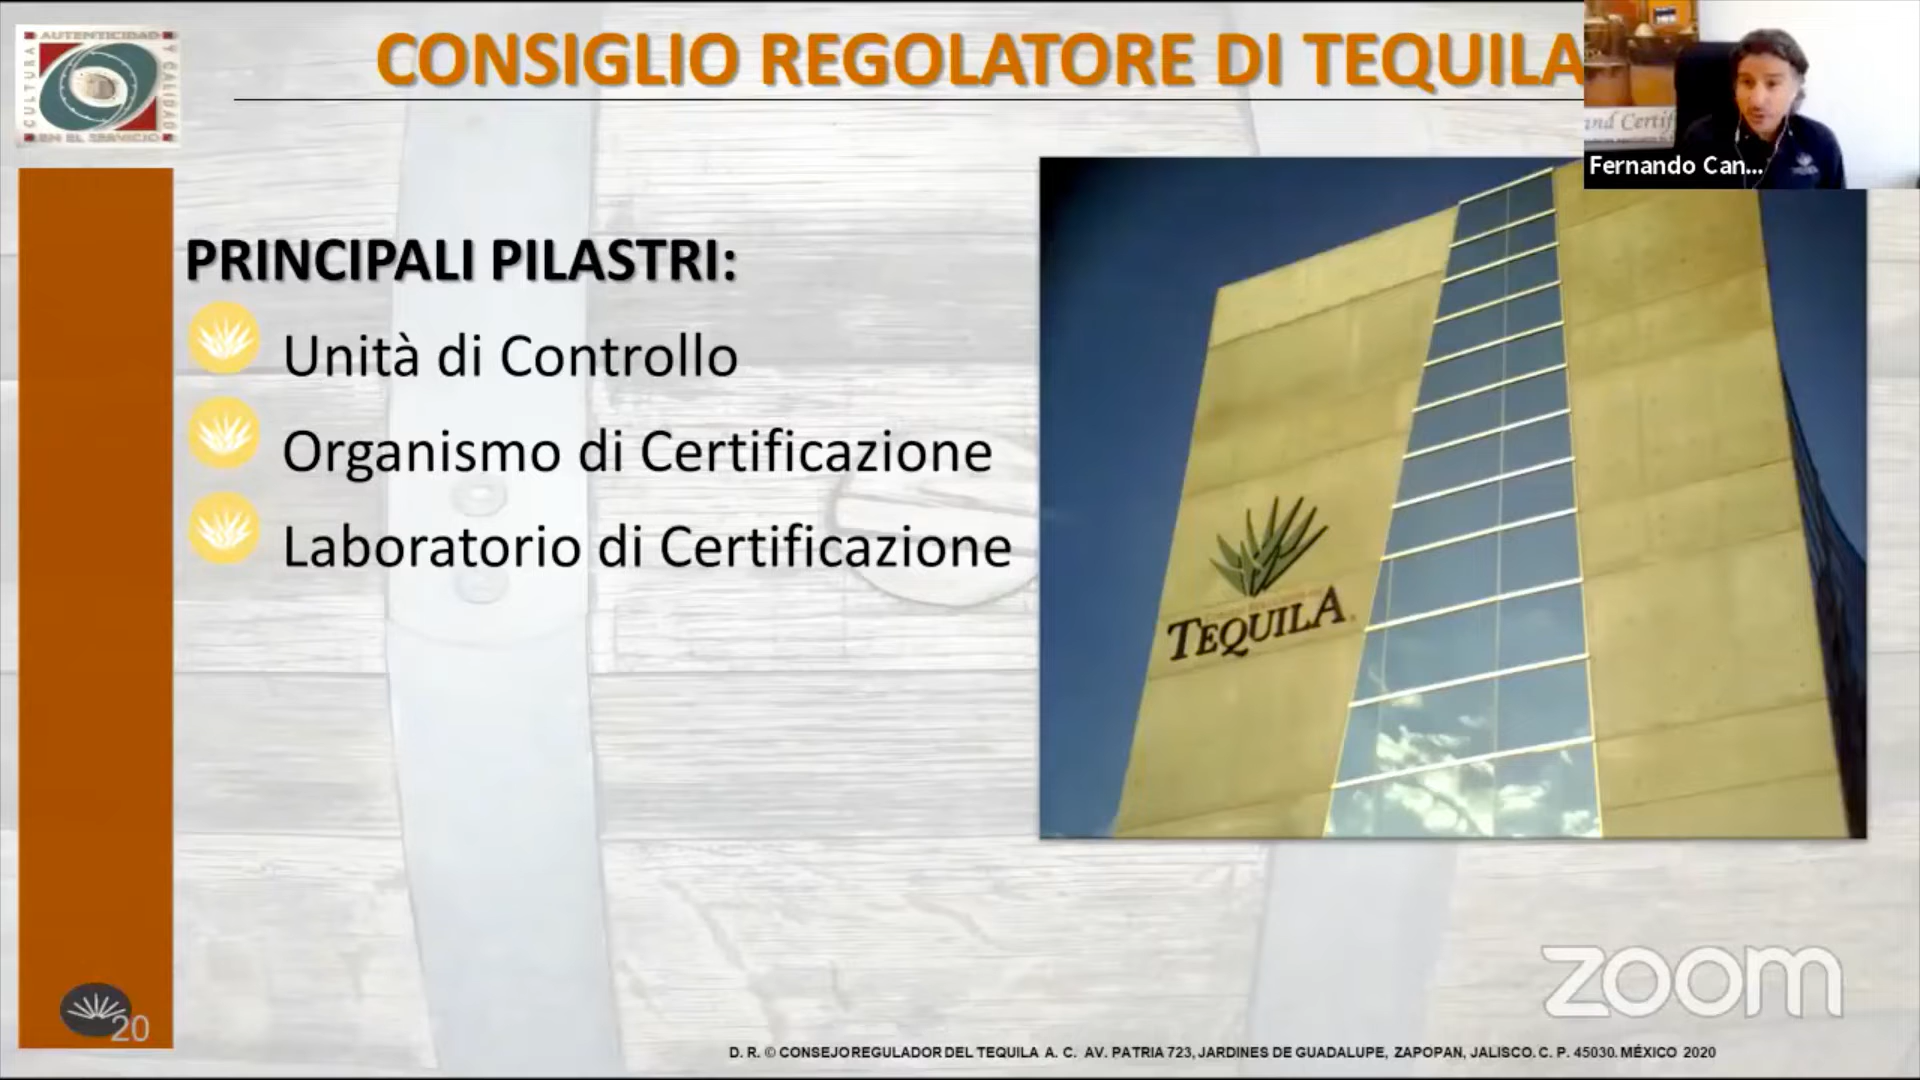 AUTENTICIDAD
CULTURA
Y CALIDAD
EN EL SERVICIO
CONSIGLIO REGOLATORE DI TEQUILA
and Certif
Fernando Can...
PRINCIPALI PILASTRI:
Unità di Controllo
Organismo di Certificazione
Laboratorio di Certificazione
TEQUILA
zoom
20
D. R. © CONSEJO REGULADOR DEL TEQUILA A. C. AV. PATRIA 723, JARDINES DE GUADALUPE, ZAPOPAN, JALISCO. C. P. 45030. MÉXICO 2020